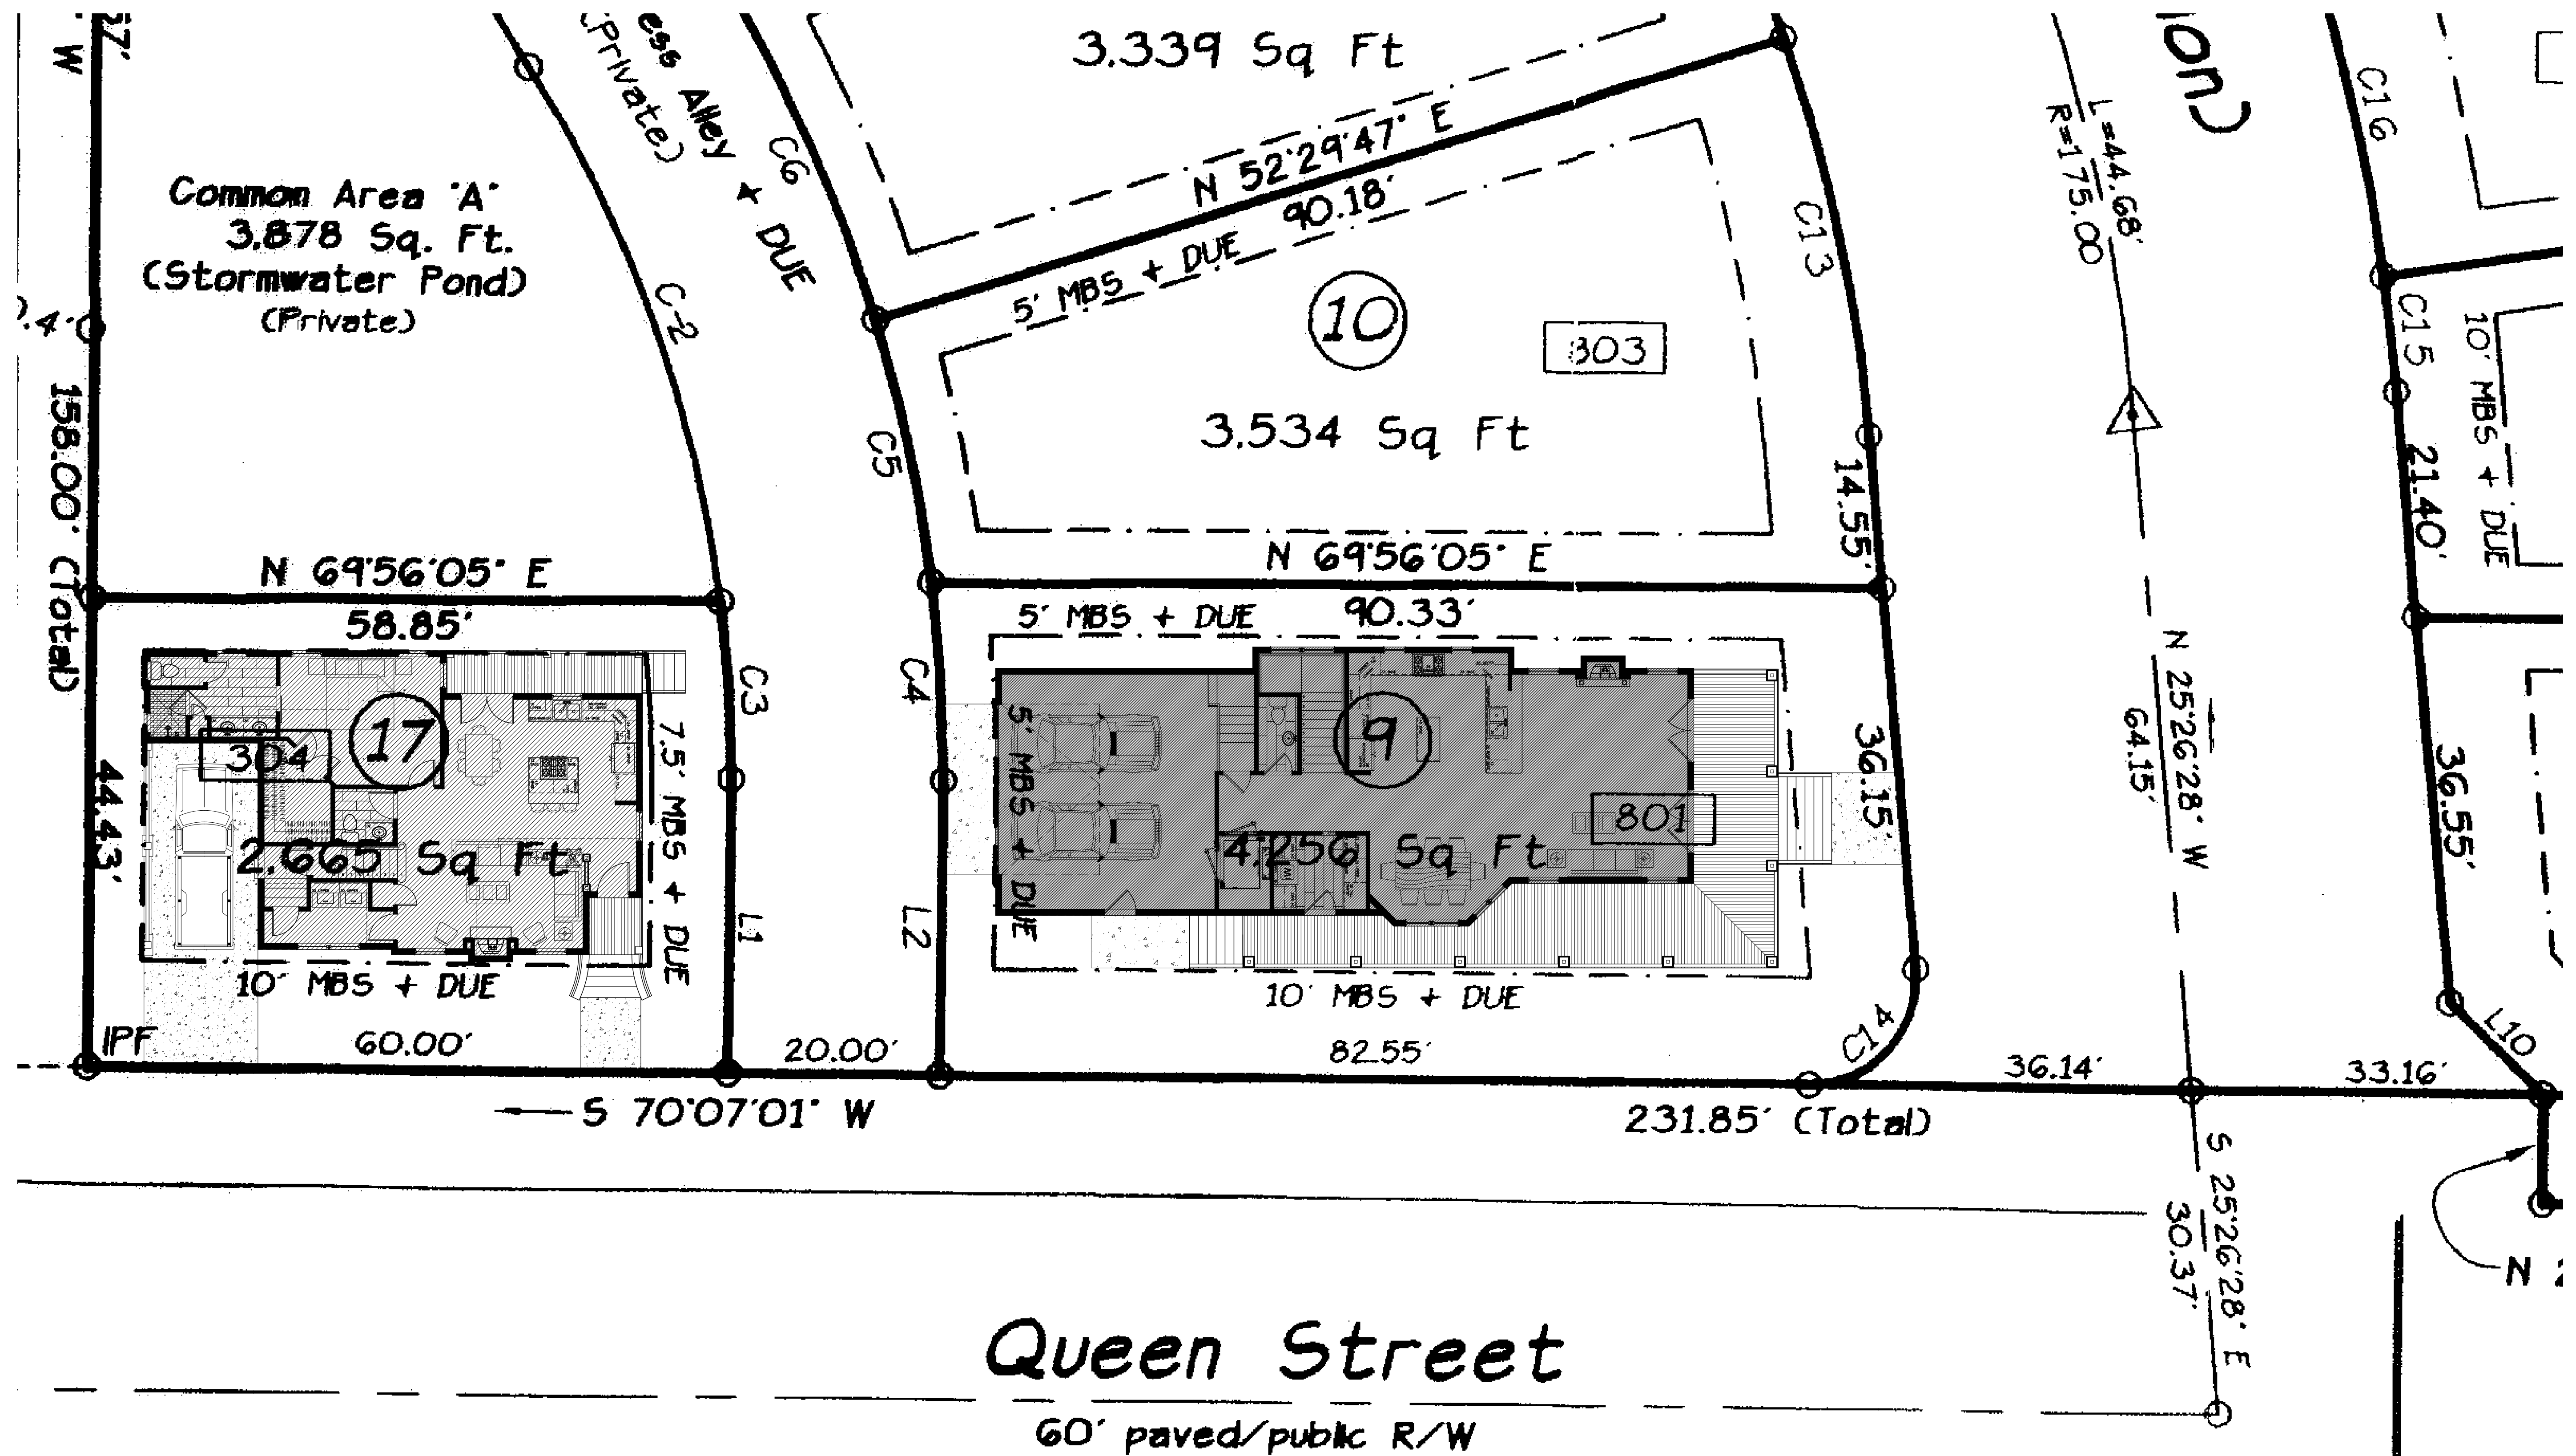 57'
W
ess Alley
(Private)
+ DUE
3.339 Sq Ft
ion)
L=44.68'
R=175.00
C16
Common Area "A"
3.878 Sq. Ft.
(Stormwater Pond)
(Private)
C-2
C6
N 52°29'47" E
90.18'
5' MBS + DUE
C13
10
803
3.534 Sq Ft
C5
C15
10' MBS + DUE
21.40'
14.55'
158.00' (Total)
N 69°56'05" E
58.85'
N 69°56'05" E
5' MBS + DUE
90.33'
C3
C4
17
304
2.665 Sq Ft
7.5' MBS + DUE
10' MBS + DUE
44.43'
L1
L2
5' MBS + DUE
9
801
4,256 Sq Ft
36.15'
10' MBS + DUE
N 25°26'28" W
64.15'
36.55'
L10
C14
IPF
60.00'
20.00'
82.55'
36.14'
33.16'
S 70°07'01" W
231.85' (Total)
S 25°26'28" E
30.37'
N
Queen Street
60' paved/public R/W